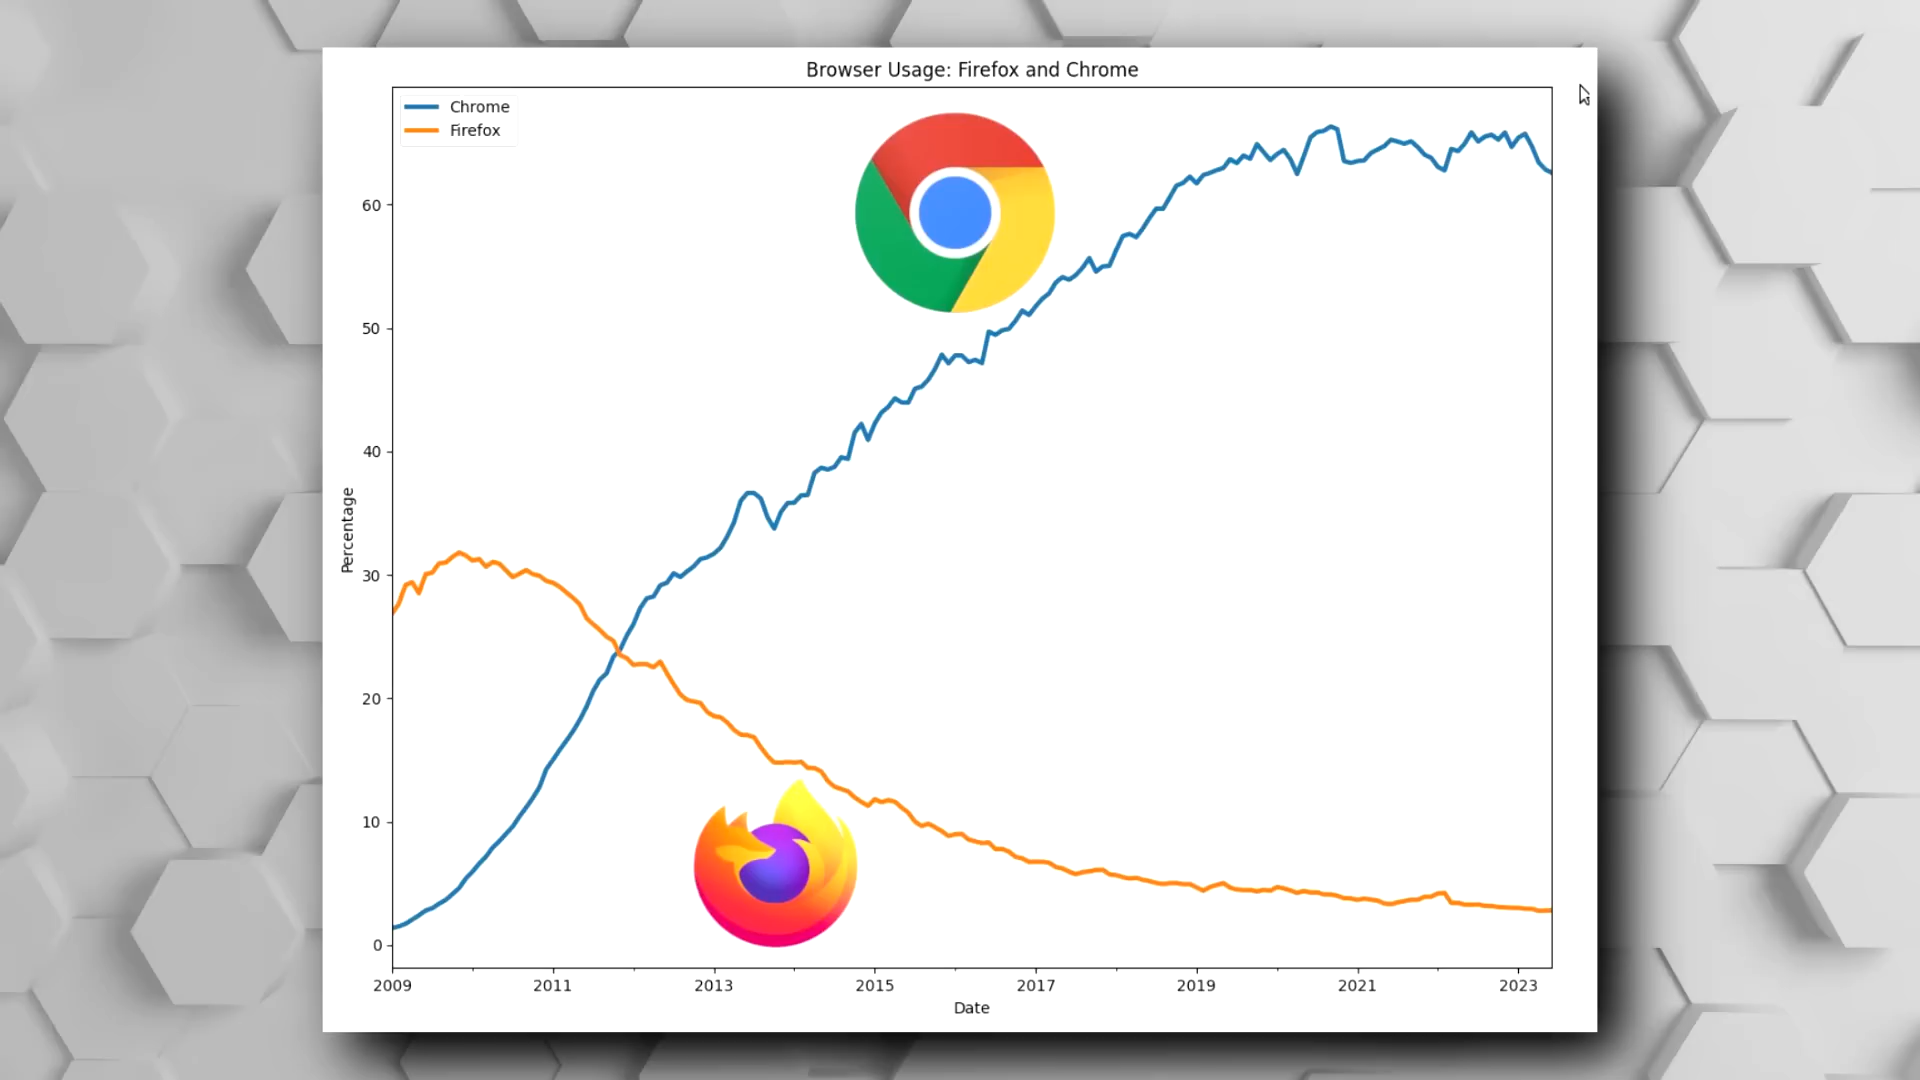 Browser Usage: Firefox and Chrome
Chrome
Firefox
60
50
40
30
20
10
0
Percentage
2009 2011 2013 2015 2017 2019 2021 2023
Date